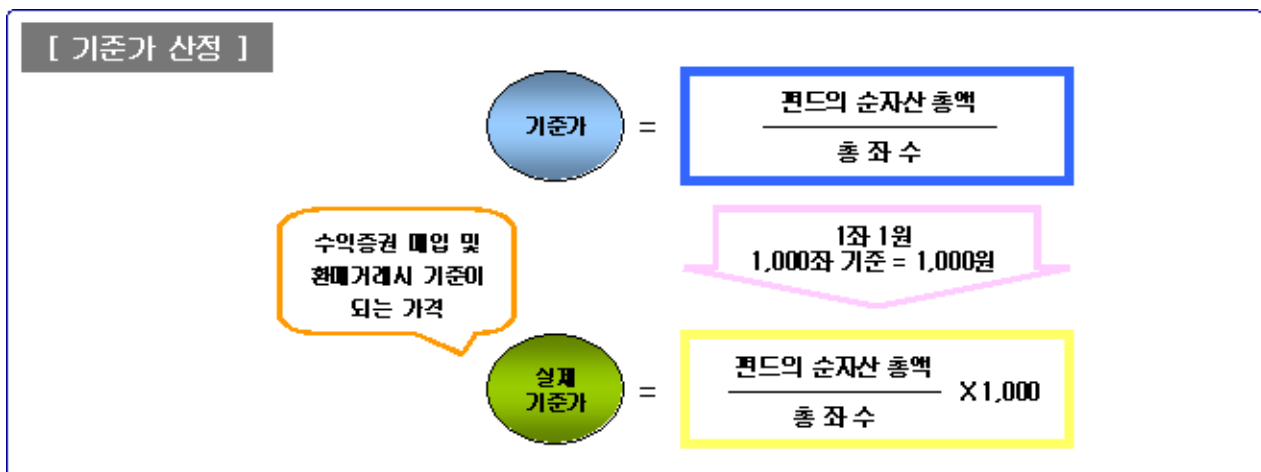 [ 기준가 산정 ]
기준가
=
펀드의 순자산 총액
총 좌 수
1좌 1원
1,000좌 기준 = 1,000원
수익증권 매입 및
환매거래시 기준이
되는 가격
실제
기준가
=
펀드의 순자산 총액
총 좌 수
X 1,000